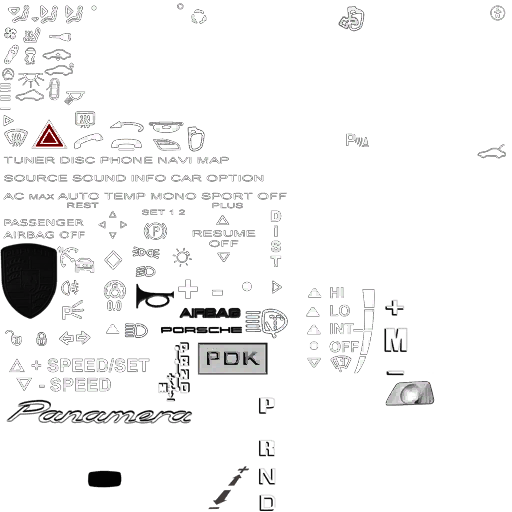 TUNER DISC PHONE NAVI MAP
SOURCE SOUND INFO CAR OPTION
AC MAX AUTO TEMP MONO SPORT OFF
REST PLUS
SET 1 2
PASSENGER
AIRBAG OFF
RESUME
OFF
DIST
P
0.0
AIRBAG
PORSCHE
HI
LO
INT
OFF
+
M
-
+ SPEED/SET
- SPEED
PDK
Panamera
P
R
N
D
+
-